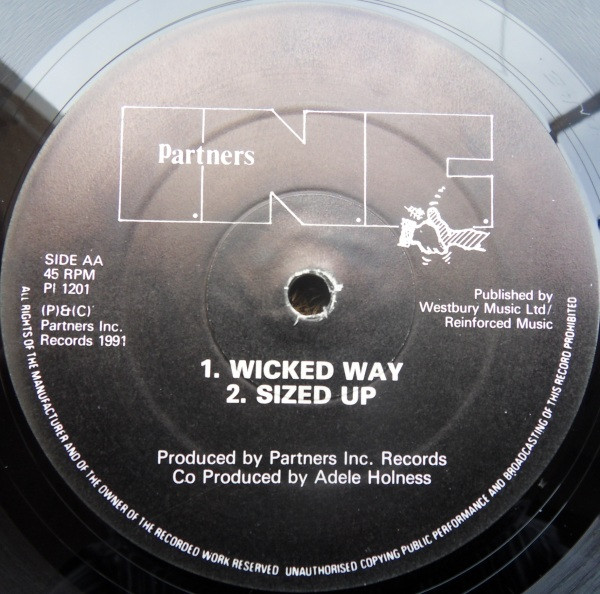 INC
Partners
SIDE AA
45 RPM
PI 1201
(P)&(C)
Partners Inc.
Records 1991
Published by
Westbury Music Ltd/
Reinforced Music
1. WICKED WAY
2. SIZED UP
Produced by Partners Inc. Records
Co Produced by Adele Holness
ALL RIGHTS OF THE MANUFACTURER AND OF THE OWNER OF THE RECORDED WORK RESERVED UNAUTHORISED COPYING PUBLIC PERFORMANCE AND BROADCASTING OF THIS RECORD PROHIBITED